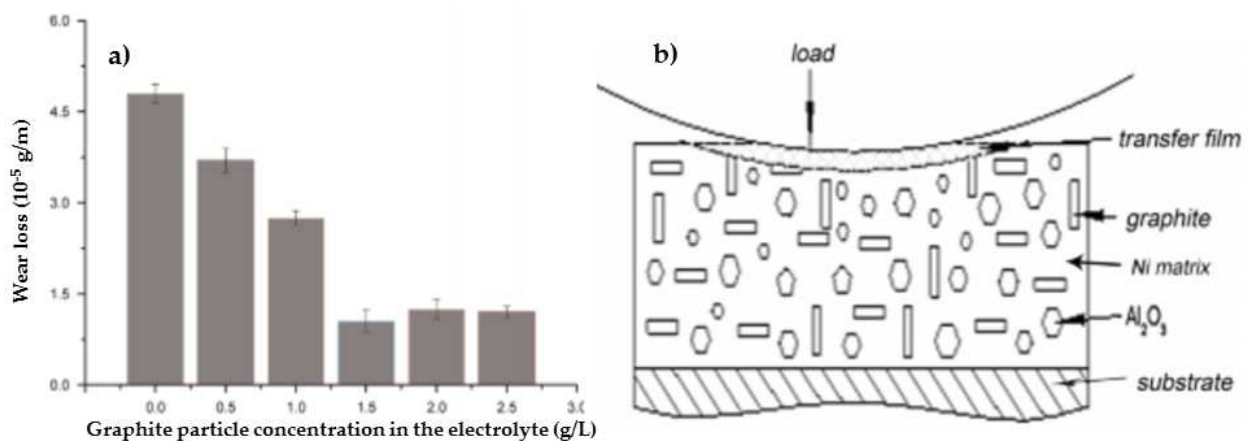 a)
6.0
4.5
3.0
1.5
0.0
Wear loss (10⁻⁵ g/m)
0.0 0.5 1.0 1.5 2.0 2.5 3.0
Graphite particle concentration in the electrolyte (g/L)
b)
load
transfer film
graphite
Ni matrix
Al₂O₃
substrate